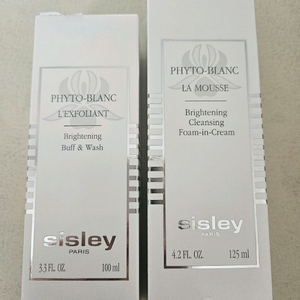 PHYTO-BLANC
L'EXFOLIANT
Brightening
Buff & Wash
sisley
PARIS
3.3 FL. OZ. 100 ml
PHYTO-BLANC
LA MOUSSE
Brightening
Cleansing
Foam-in-Cream
sisley
PARIS
4.2 FL. OZ. 125 ml